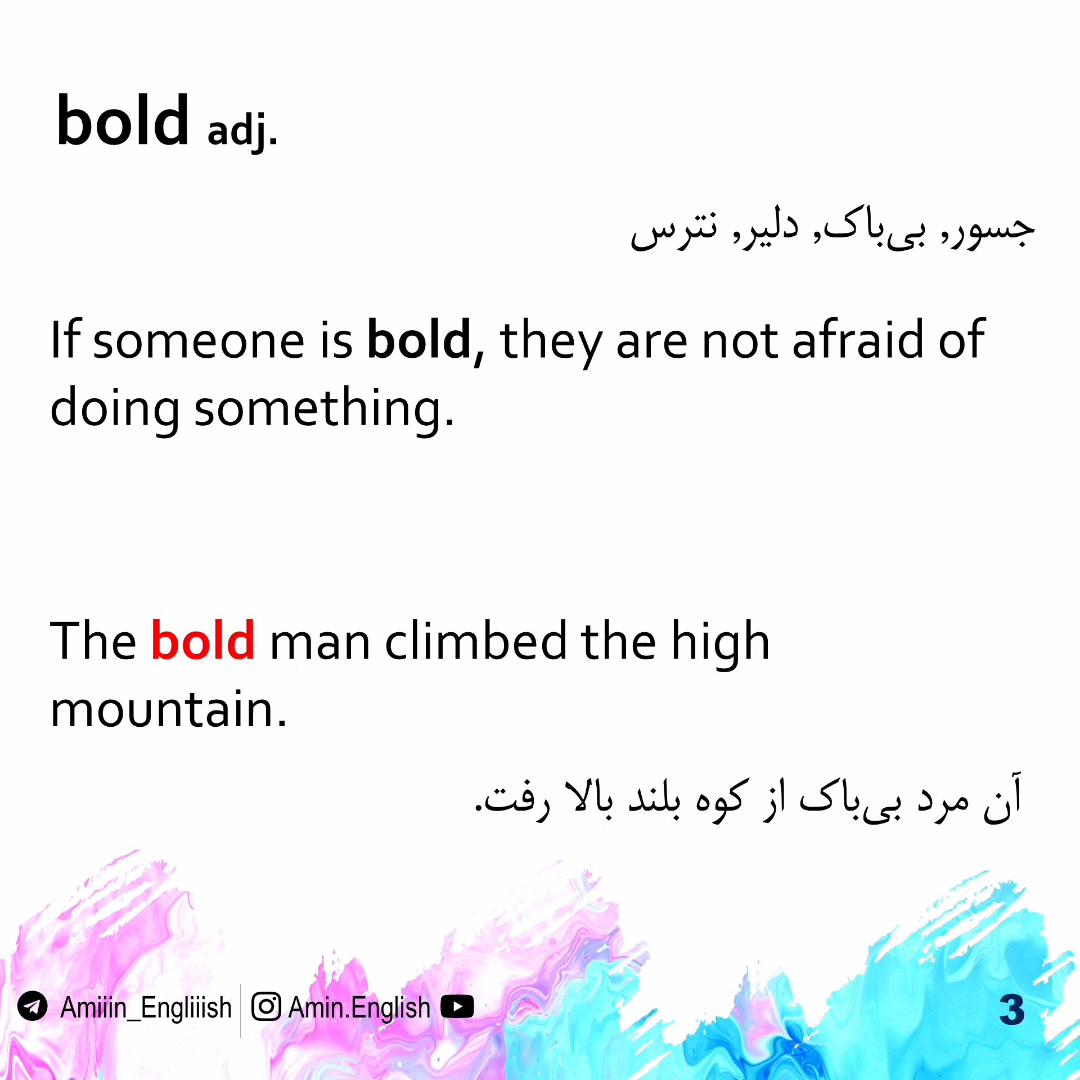 bold adj.
جسور, بی‌باک, دلیر, نترس
If someone is bold, they are not afraid of
doing something.
The bold man climbed the high
mountain.
آن مرد بی‌باک از کوه بلند بالا رفت.
Amiiin_Engliiish Amin.English 3